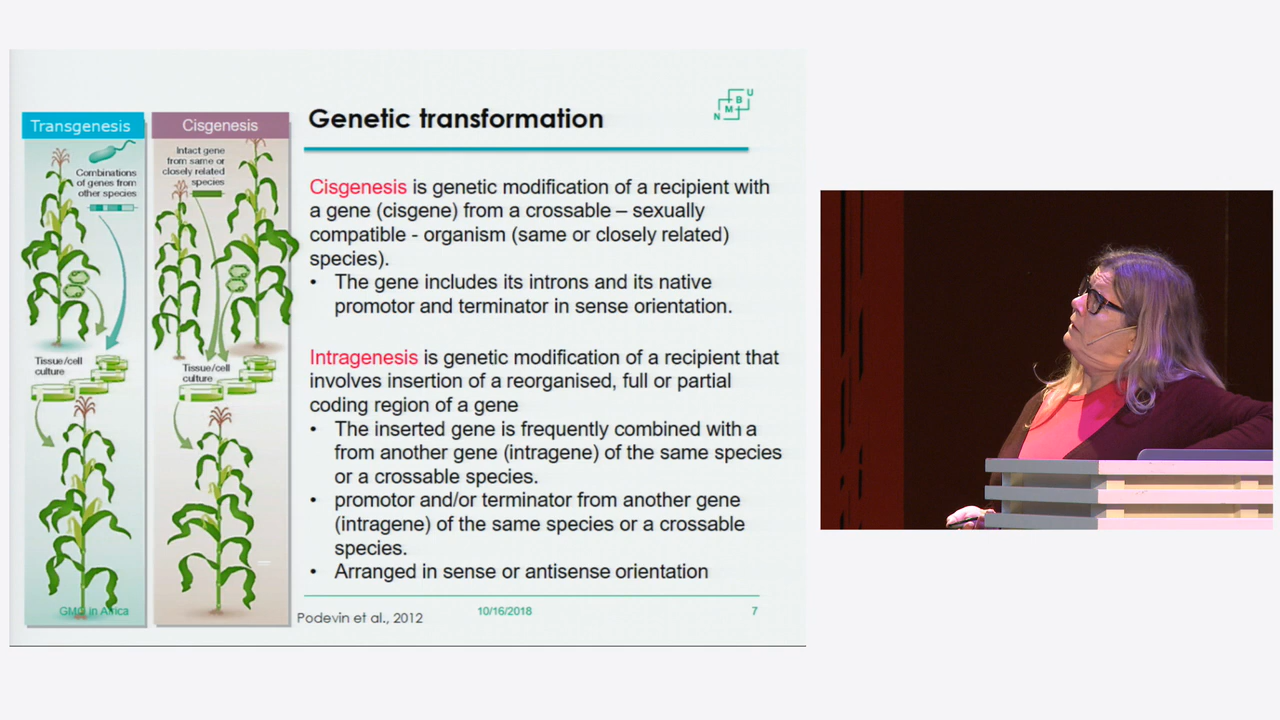 Transgenesis
Combinations
of genes from
other species
Tissue/cell
culture
GMO in Africa
Cisgenesis
Intact gene
from same or
closely related
species
Tissue/cell
culture
Genetic transformation
N M B U
Cisgenesis is genetic modification of a recipient with
a gene (cisgene) from a crossable – sexually
compatible - organism (same or closely related)
species).
• The gene includes its introns and its native
promotor and terminator in sense orientation.
Intragenesis is genetic modification of a recipient that
involves insertion of a reorganised, full or partial
coding region of a gene
• The inserted gene is frequently combined with a
from another gene (intragene) of the same species
or a crossable species.
• promotor and/or terminator from another gene
(intragene) of the same species or a crossable
species.
• Arranged in sense or antisense orientation
Podevin et al., 2012
10/16/2018
7